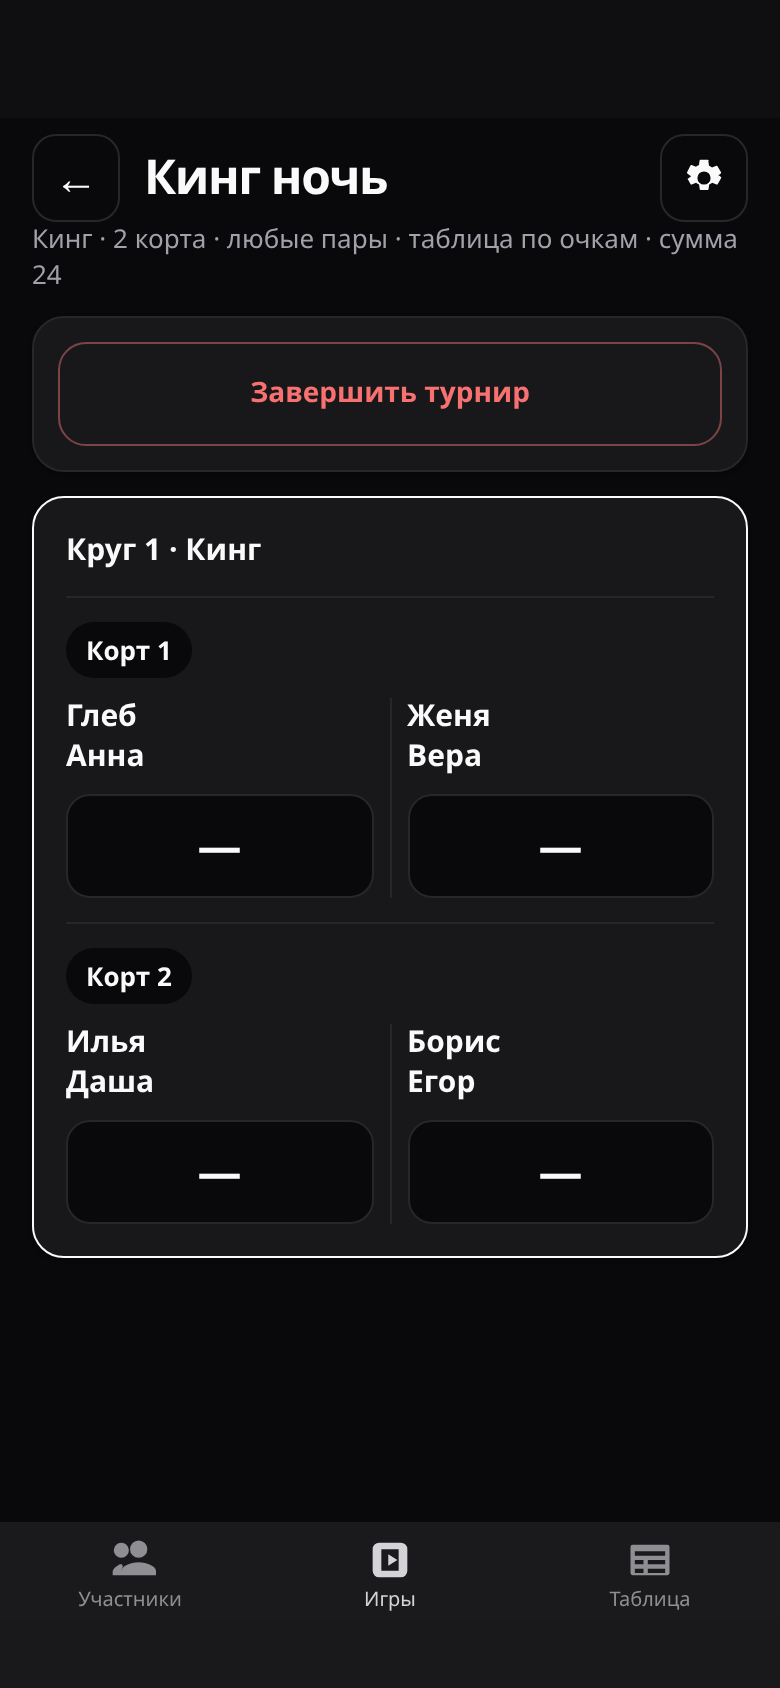 ←
Кинг ночь
Кинг · 2 корта · любые пары · таблица по очкам · сумма
24
Завершить турнир
Круг 1 · Кинг
Корт 1
Глеб
Анна
Женя
Вера
—
—
Корт 2
Илья
Даша
Борис
Егор
—
—
Участники
Игры
Таблица